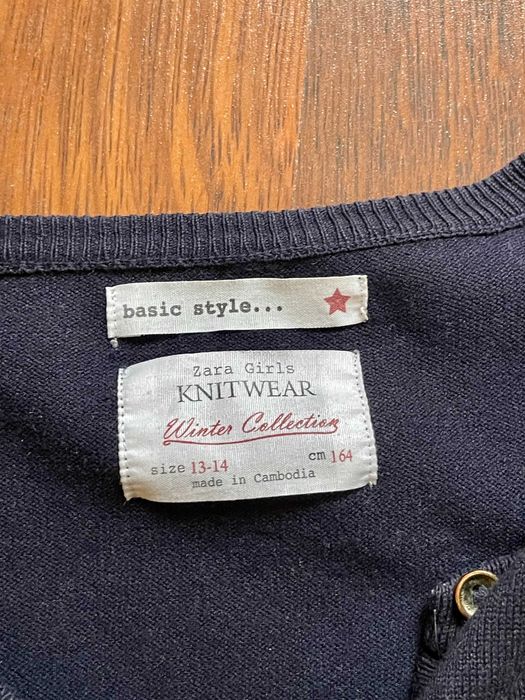 basic style...
Zara Girls
KNITWEAR
Winter Collection
size 13-14 cm 164
made in Cambodia